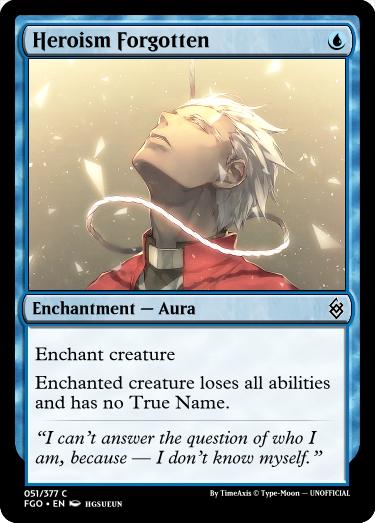 Heroism Forgotten
Enchantment — Aura
Enchant creature
Enchanted creature loses all abilities
and has no True Name.
“I can’t answer the question of who I
am, because — I don’t know myself.”
051/377 C
FGO • EN HGSUEUN
By TimeAxis © Type-Moon — UNOFFICIAL